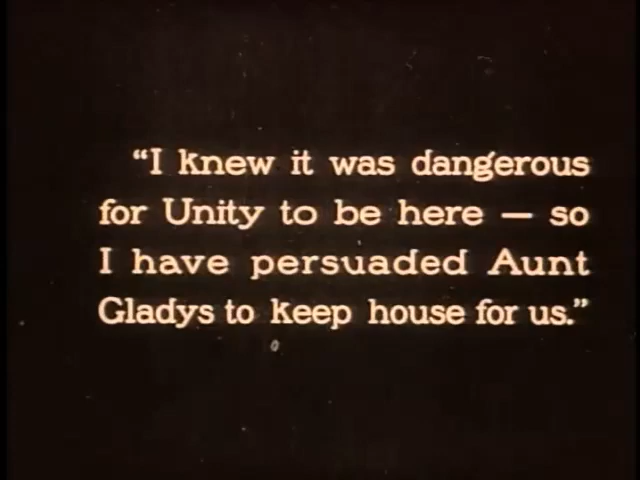 “I knew it was dangerous
for Unity to be here — so
I have persuaded Aunt
Gladys to keep house for us.”